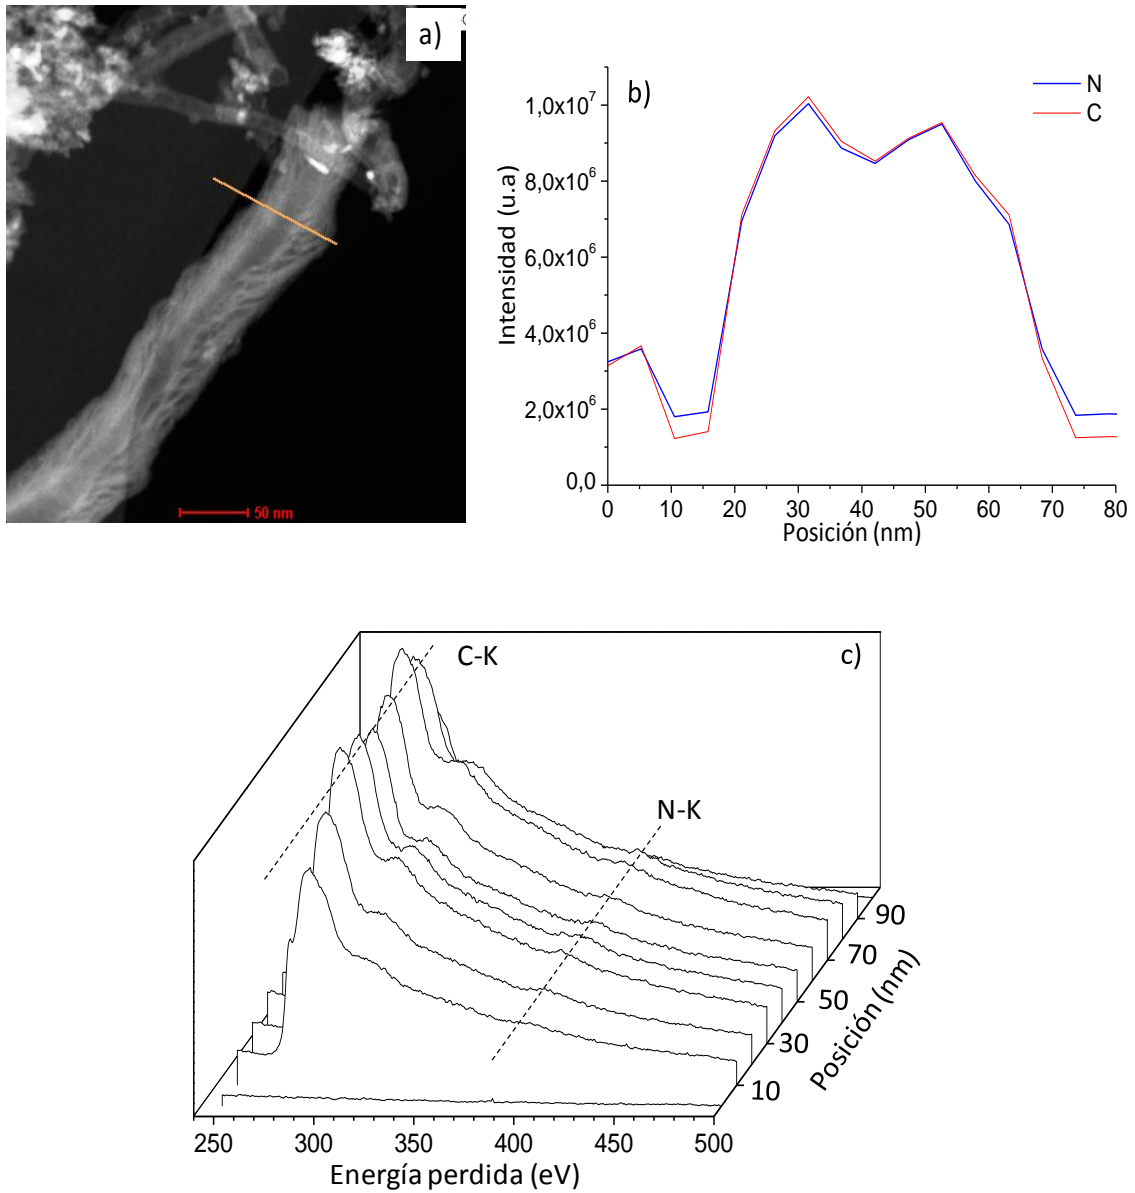 a)
50 nm
b)
N
C
1,0x10⁷
8,0x10⁶
6,0x10⁶
4,0x10⁶
2,0x10⁶
0,0
Intensidad (u.a)
0 10 20 30 40 50 60 70 80
Posición (nm)
C-K
c)
N-K
90
70
50
30
10
Posición (nm)
250 300 350 400 450 500
Energía perdida (eV)